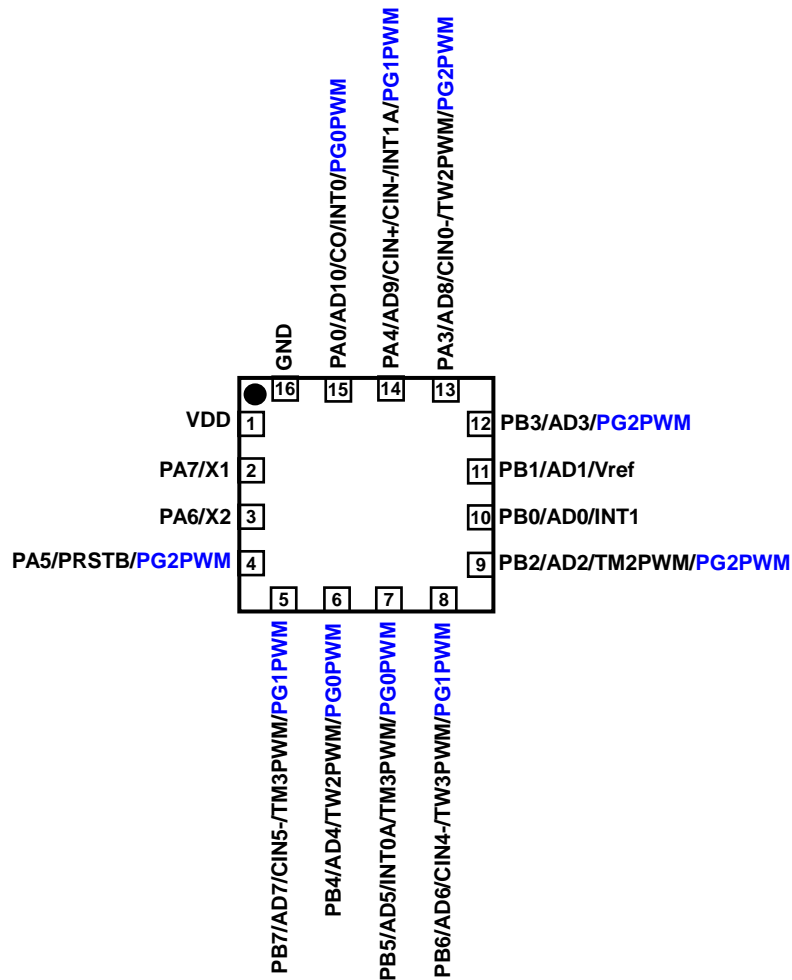 PA0/AD10/CO/INT0/PG0PWM
PA4/AD9/CIN+/CIN-/INT1A/PG1PWM
PA3/AD8/CIN0-/TW2PWM/PG2PWM
GND
16
15
14
13
VDD
1
PA7/X1
2
PA6/X2
3
PA5/PRSTB/PG2PWM
4
12
PB3/AD3/PG2PWM
11
PB1/AD1/Vref
10
PB0/AD0/INT1
9
PB2/AD2/TM2PWM/PG2PWM
5
6
7
8
PB7/AD7/CIN5-/TM3PWM/PG1PWM
PB4/AD4/TW2PWM/PG0PWM
PB5/AD5/INT0A/TM3PWM/PG0PWM
PB6/AD6/CIN4-/TW3PWM/PG1PWM